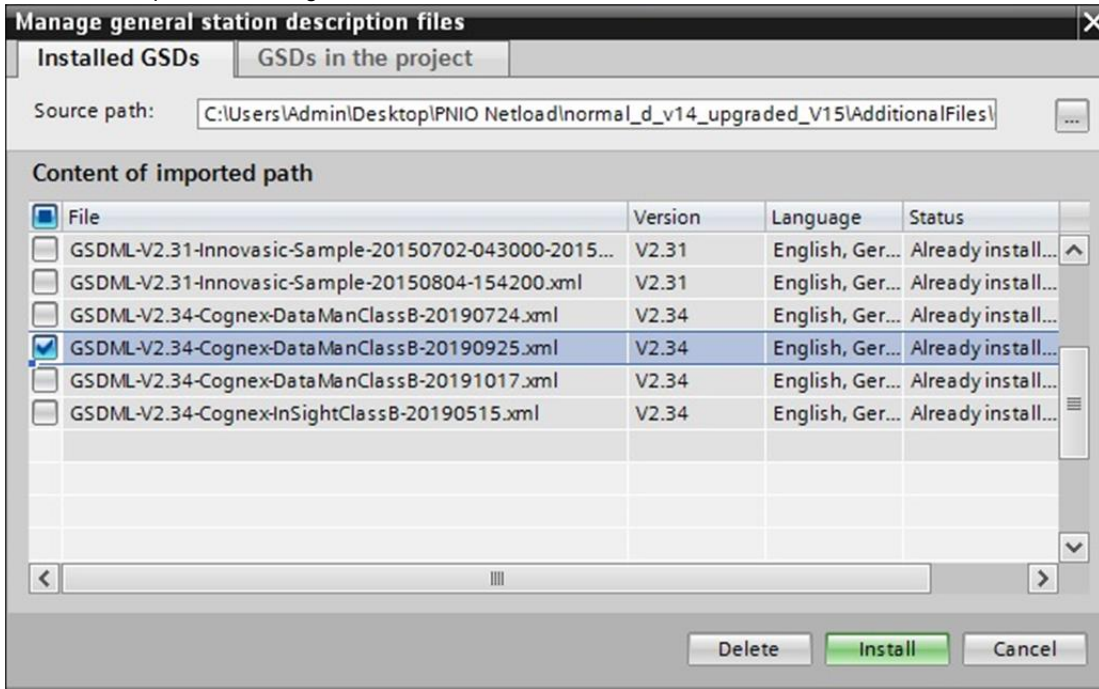 Manage general station description files
Installed GSDs GSDs in the project
Source path: C:\Users\Admin\Desktop\PNIO Netload\normal_d_v14_upgraded_V15\AdditionalFiles\ ...
Content of imported path
File Version Language Status
GSDML-V2.31-Innovasic-Sample-20150702-043000-2015... V2.31 English, Ger... Already install...
GSDML-V2.31-Innovasic-Sample-20150804-154200.xml V2.31 English, Ger... Already install...
GSDML-V2.34-Cognex-DataManClassB-20190724.xml V2.34 English, Ger... Already install...
GSDML-V2.34-Cognex-DataManClassB-20190925.xml V2.34 English, Ger... Already install...
GSDML-V2.34-Cognex-DataManClassB-20191017.xml V2.34 English, Ger... Already install...
GSDML-V2.34-Cognex-InSightClassB-20190515.xml V2.34 English, Ger... Already install...
Delete Install Cancel